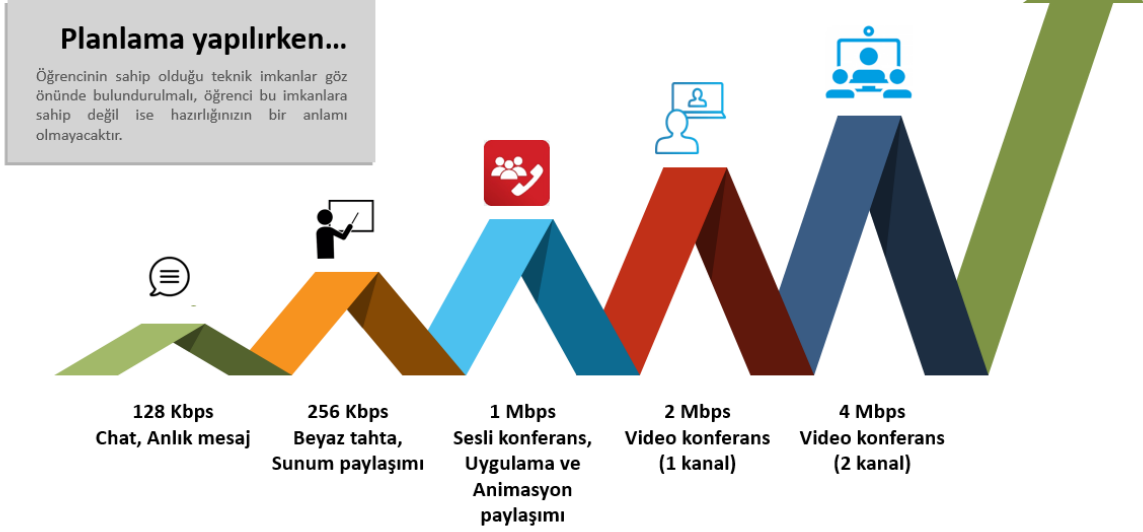 Planlama yapılırken...
Öğrencinin sahip olduğu teknik imkanlar göz
önünde bulundurulmalı, öğrenci bu imkanlara
sahip değil ise hazırlığınızın bir anlamı
olmayacaktır.
128 Kbps
Chat, Anlık mesaj
256 Kbps
Beyaz tahta,
Sunum paylaşımı
1 Mbps
Sesli konferans,
Uygulama ve
Animasyon
paylaşımı
2 Mbps
Video konferans
(1 kanal)
4 Mbps
Video konferans
(2 kanal)